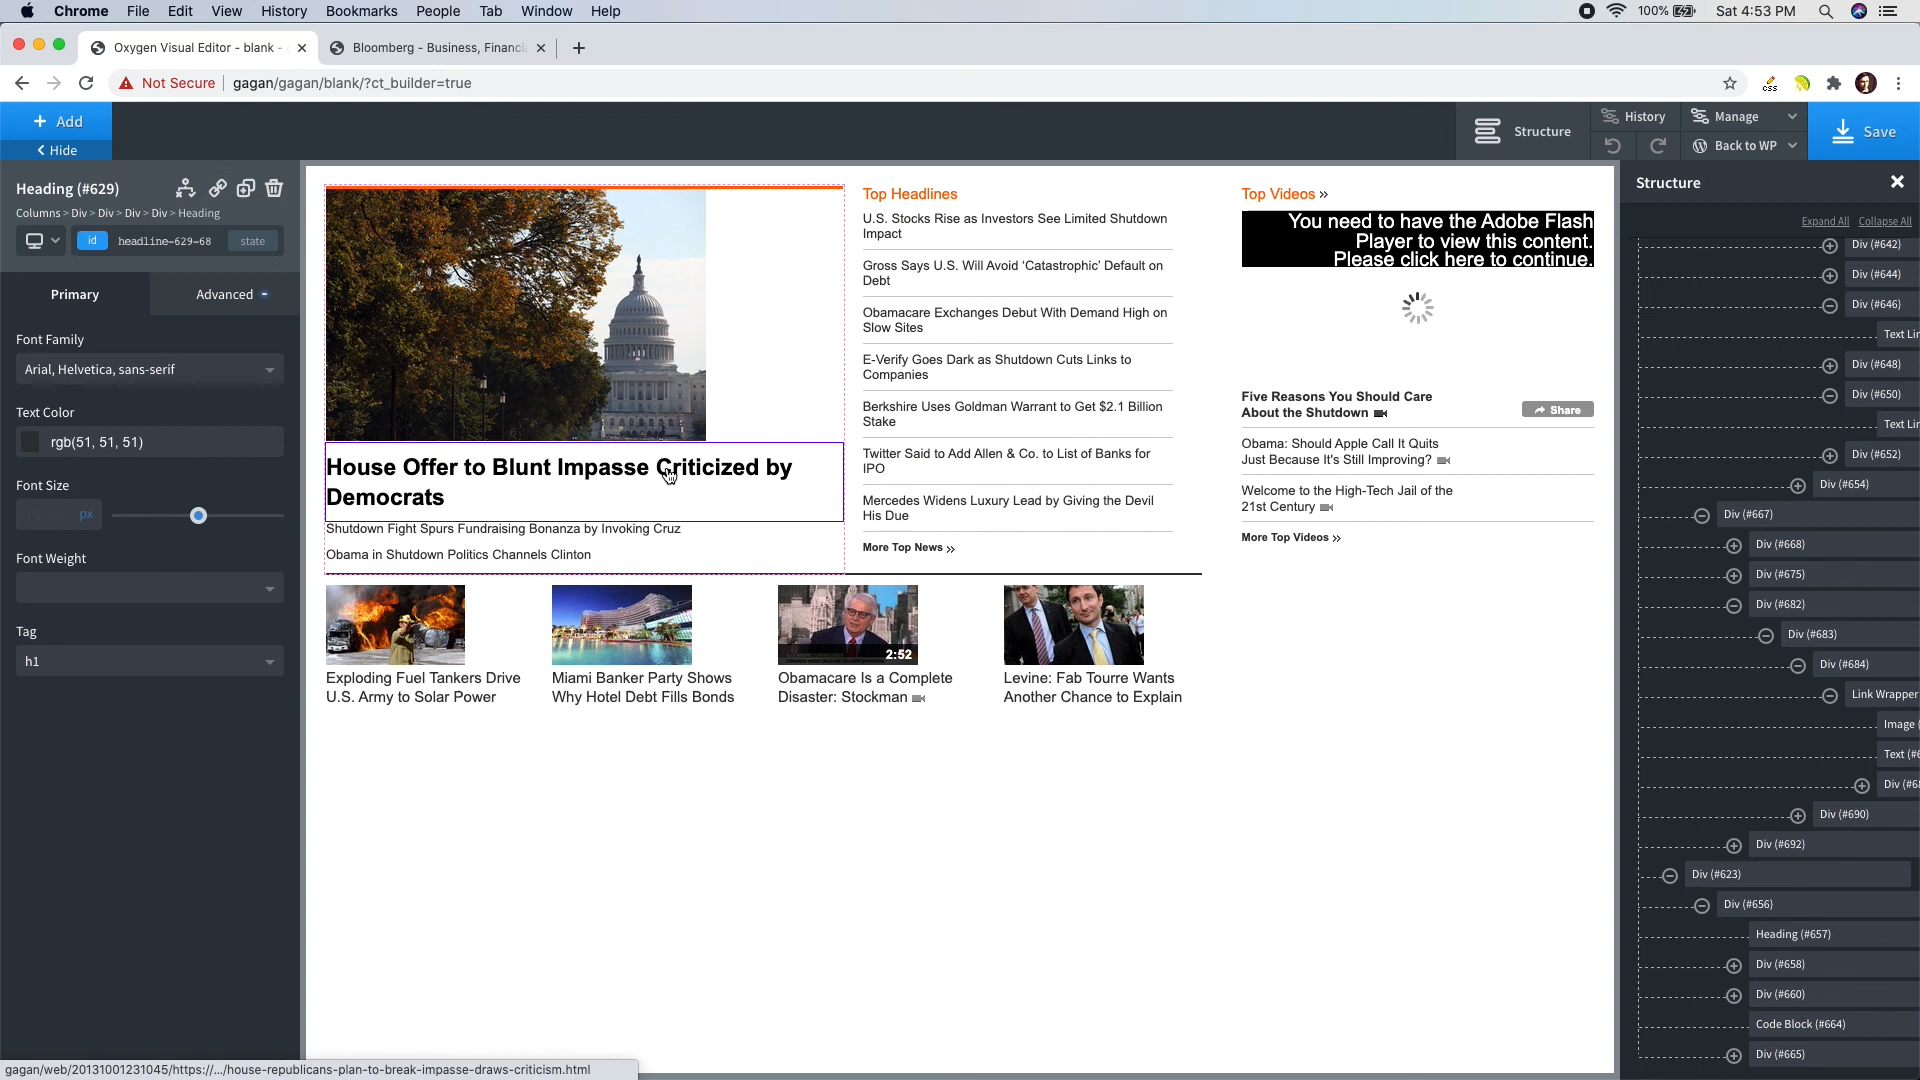 Chrome File Edit View History Bookmarks People Tab Window Help
100% Sat 4:53 PM
Oxygen Visual Editor - blank -
Bloomberg - Business, Financi
Not Secure gagan/gagan/blank/?ct_builder=true
+ Add
Hide
Structure
History
Manage
Back to WP
Save
Heading (#629)
Columns > Div > Div > Div > Div > Heading
id headline-629-68 state
Primary Advanced
Font Family
Arial, Helvetica, sans-serif
Text Color
rgb(51, 51, 51)
Font Size
px
Font Weight
Tag
h1
House Offer to Blunt Impasse Criticized by
Democrats
Shutdown Fight Spurs Fundraising Bonanza by Invoking Cruz
Obama in Shutdown Politics Channels Clinton
Top Headlines
U.S. Stocks Rise as Investors See Limited Shutdown
Impact
Gross Says U.S. Will Avoid ‘Catastrophic’ Default on
Debt
Obamacare Exchanges Debut With Demand High on
Slow Sites
E-Verify Goes Dark as Shutdown Cuts Links to
Companies
Berkshire Uses Goldman Warrant to Get $2.1 Billion
Stake
Twitter Said to Add Allen & Co. to List of Banks for
IPO
Mercedes Widens Luxury Lead by Giving the Devil
His Due
More Top News »
Top Videos »
You need to have the Adobe Flash
Player to view this content.
Please click here to continue.
Five Reasons You Should Care
About the Shutdown
Share
Obama: Should Apple Call It Quits
Just Because It's Still Improving?
Welcome to the High-Tech Jail of the
21st Century
More Top Videos »
2:52
Exploding Fuel Tankers Drive
U.S. Army to Solar Power
Miami Banker Party Shows
Why Hotel Debt Fills Bonds
Obamacare Is a Complete
Disaster: Stockman
Levine: Fab Tourre Wants
Another Chance to Explain
Structure
Expand All Collapse All
Div (#642)
Div (#644)
Div (#646)
Text Lin
Div (#648)
Div (#650)
Text Lin
Div (#652)
Div (#654)
Div (#667)
Div (#668)
Div (#675)
Div (#682)
Div (#683)
Div (#684)
Link Wrapper
Image (
Text (#6
Div (#68
Div (#690)
Div (#692)
Div (#623)
Div (#656)
Heading (#657)
Div (#658)
Div (#660)
Code Block (#664)
Div (#665)
gagan/web/20131001231045/https://.../house-republicans-plan-to-break-impasse-draws-criticism.html